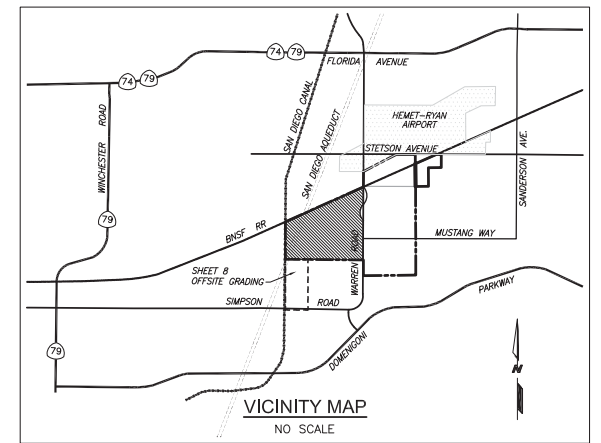 74 79
FLORIDA AVENUE
74 79
WINCHESTER ROAD
SAN DIEGO CANAL
SAN DIEGO AQUEDUCT
HEMET-RYAN
AIRPORT
STETSON AVENUE
SANDERSON AVE.
79
BNSF RR
WARREN ROAD
MUSTANG WAY
SHEET 8
OFFSITE GRADING
SIMPSON ROAD
DOMENIGONI PARKWAY
79
N
VICINITY MAP
NO SCALE